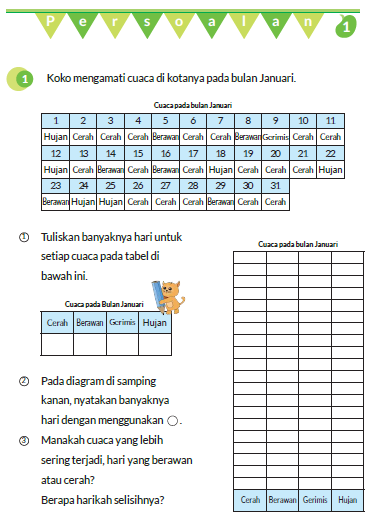 Persoalan 1
1 Koko mengamati cuaca di kotanya pada bulan Januari.
Cuaca pada bulan Januari
1 2 3 4 5 6 7 8 9 10 11
Hujan Cerah Cerah Cerah Berawan Cerah Cerah Berawan Gerimis Cerah Cerah
12 13 14 15 16 17 18 19 20 21 22
Hujan Cerah Berawan Cerah Berawan Cerah Hujan Cerah Cerah Cerah Hujan
23 24 25 26 27 28 29 30 31
Berawan Hujan Hujan Cerah Cerah Cerah Berawan Cerah Cerah
① Tuliskan banyaknya hari untuk
setiap cuaca pada tabel di
bawah ini.
Cuaca pada Bulan Januari
Cerah Berawan Gerimis Hujan
② Pada diagram di samping
kanan, nyatakan banyaknya
hari dengan menggunakan ○.
③ Manakah cuaca yang lebih
sering terjadi, hari yang berawan
atau cerah?
Berapa harikah selisihnya?
Cuaca pada bulan Januari
Cerah Berawan Gerimis Hujan